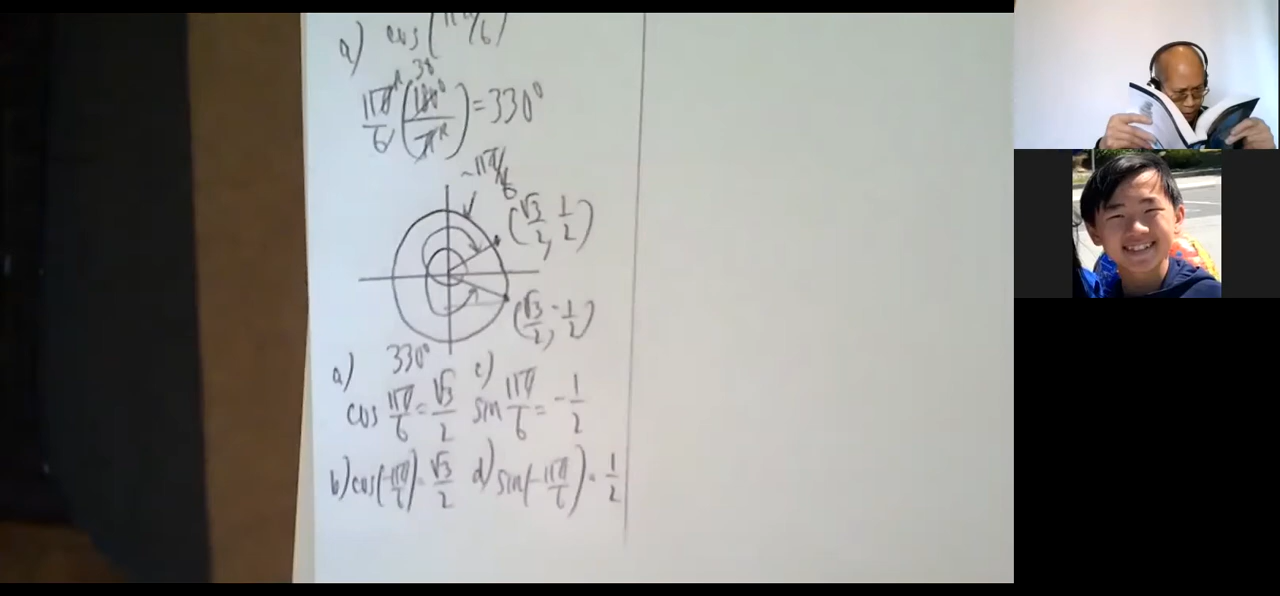 a) cos(11π/6)
30
11π^R/6 (180°/π^R) = 330°
-11π/6
(√3/2, 1/2)
(√3/2, -1/2)
a) 330° c)
cos 11π/6 = √3/2 sin 11π/6 = -1/2
b) cos(-11π/6) = √3/2 d) sin(-11π/6) = 1/2